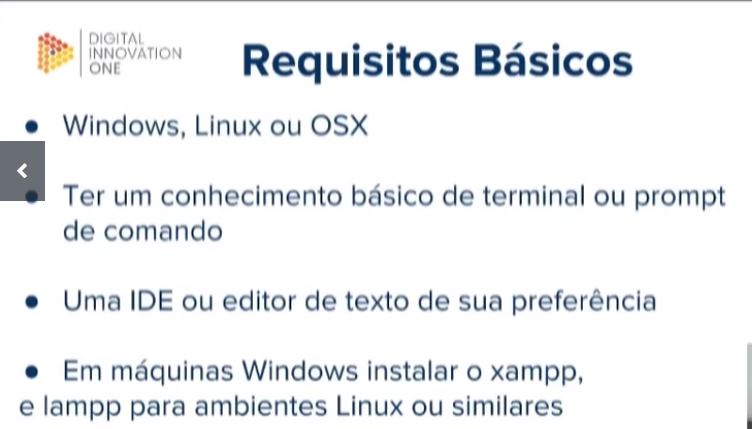 DIGITAL
INNOVATION
ONE
Requisitos Básicos
Windows, Linux ou OSX
Ter um conhecimento básico de terminal ou prompt
de comando
Uma IDE ou editor de texto de sua preferência
Em máquinas Windows instalar o xampp,
e lampp para ambientes Linux ou similares